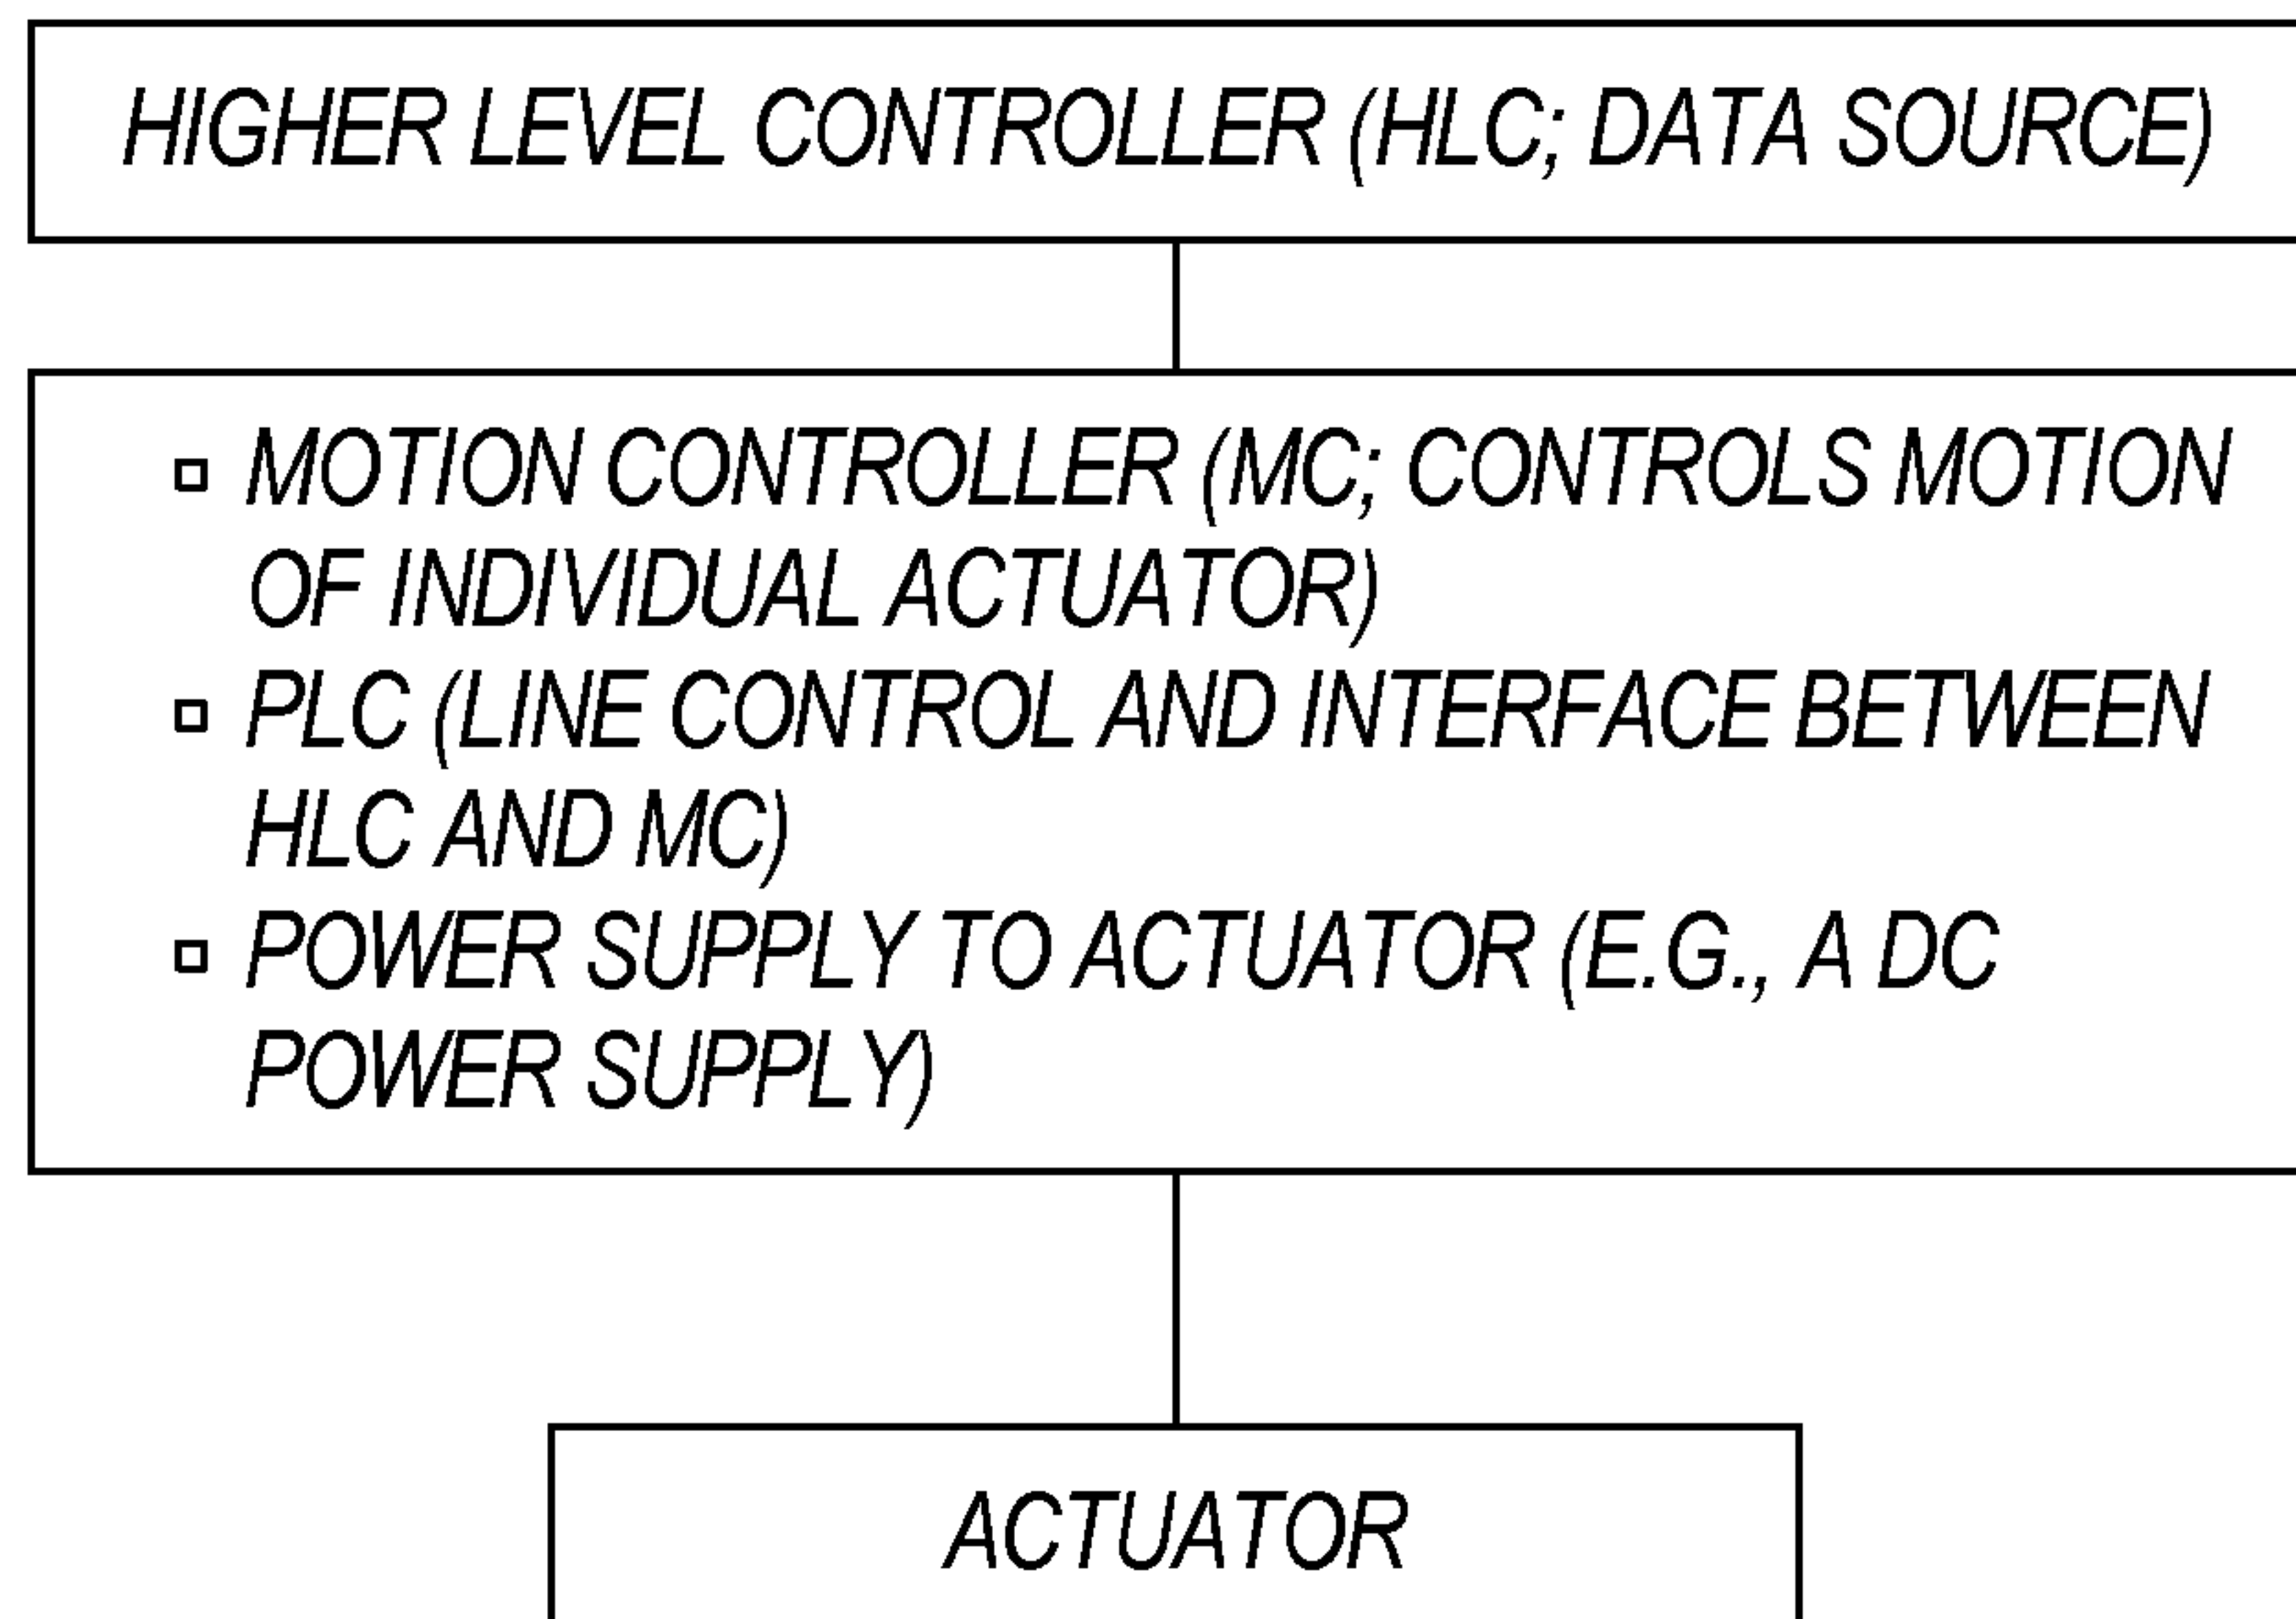 HIGHER LEVEL CONTROLLER (HLC; DATA SOURCE)
MOTION CONTROLLER (MC; CONTROLS MOTION
OF INDIVIDUAL ACTUATOR)
PLC (LINE CONTROL AND INTERFACE BETWEEN
HLC AND MC)
POWER SUPPLY TO ACTUATOR (E.G., A DC
POWER SUPPLY)
ACTUATOR